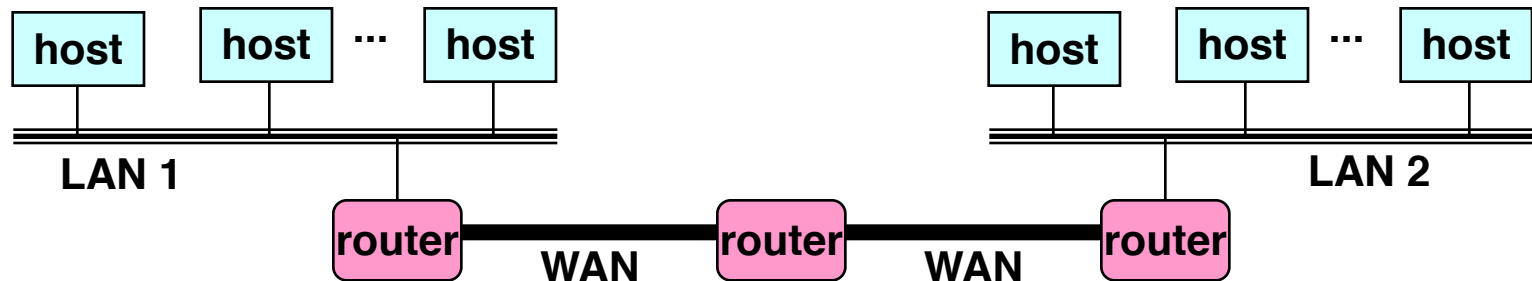 host host ... host host host ... host
LAN 1 LAN 2
router router router
WAN WAN